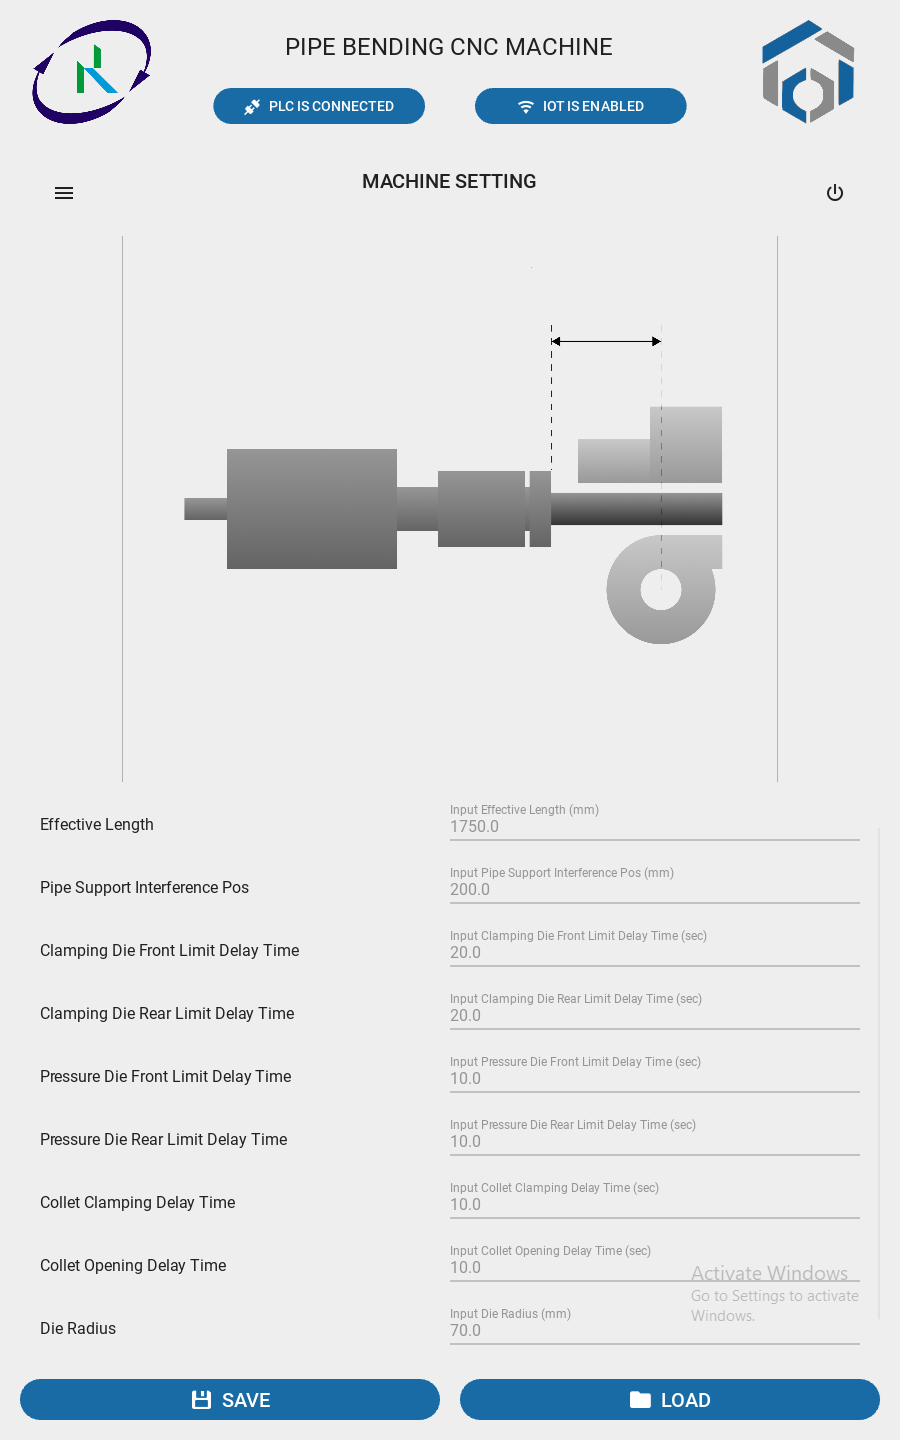 PIPE BENDING CNC MACHINE
PLC IS CONNECTED
IOT IS ENABLED
MACHINE SETTING
Effective Length
Input Effective Length (mm)
1750.0
Pipe Support Interference Pos
Input Pipe Support Interference Pos (mm)
200.0
Clamping Die Front Limit Delay Time
Input Clamping Die Front Limit Delay Time (sec)
20.0
Clamping Die Rear Limit Delay Time
Input Clamping Die Rear Limit Delay Time (sec)
20.0
Pressure Die Front Limit Delay Time
Input Pressure Die Front Limit Delay Time (sec)
10.0
Pressure Die Rear Limit Delay Time
Input Pressure Die Rear Limit Delay Time (sec)
10.0
Collet Clamping Delay Time
Input Collet Clamping Delay Time (sec)
10.0
Collet Opening Delay Time
Input Collet Opening Delay Time (sec)
10.0
Die Radius
Input Die Radius (mm)
70.0
Activate Windows
Go to Settings to activate
Windows.
SAVE
LOAD